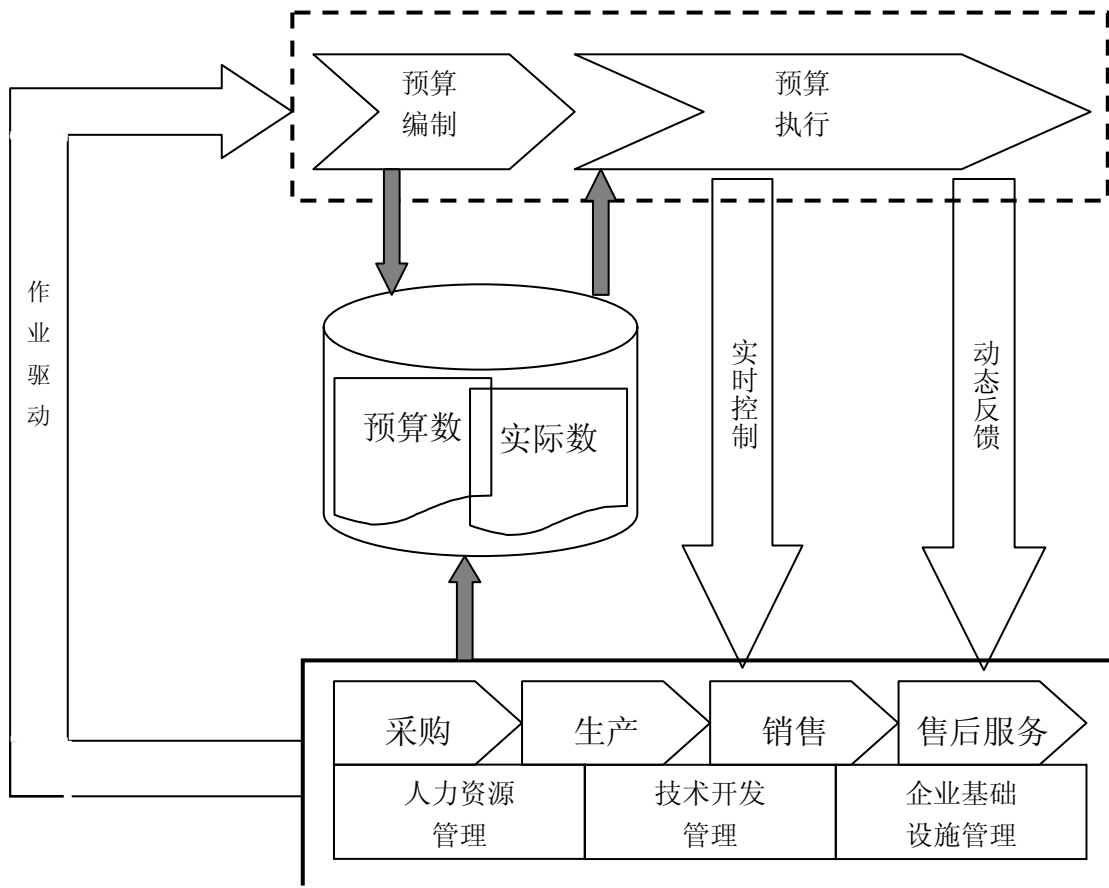 预算
编制
预算
执行
作
业
驱
动
预算数
实际数
实时控制
动态反馈
采购
生产
销售
售后服务
人力资源
管理
技术开发
管理
企业基础
设施管理